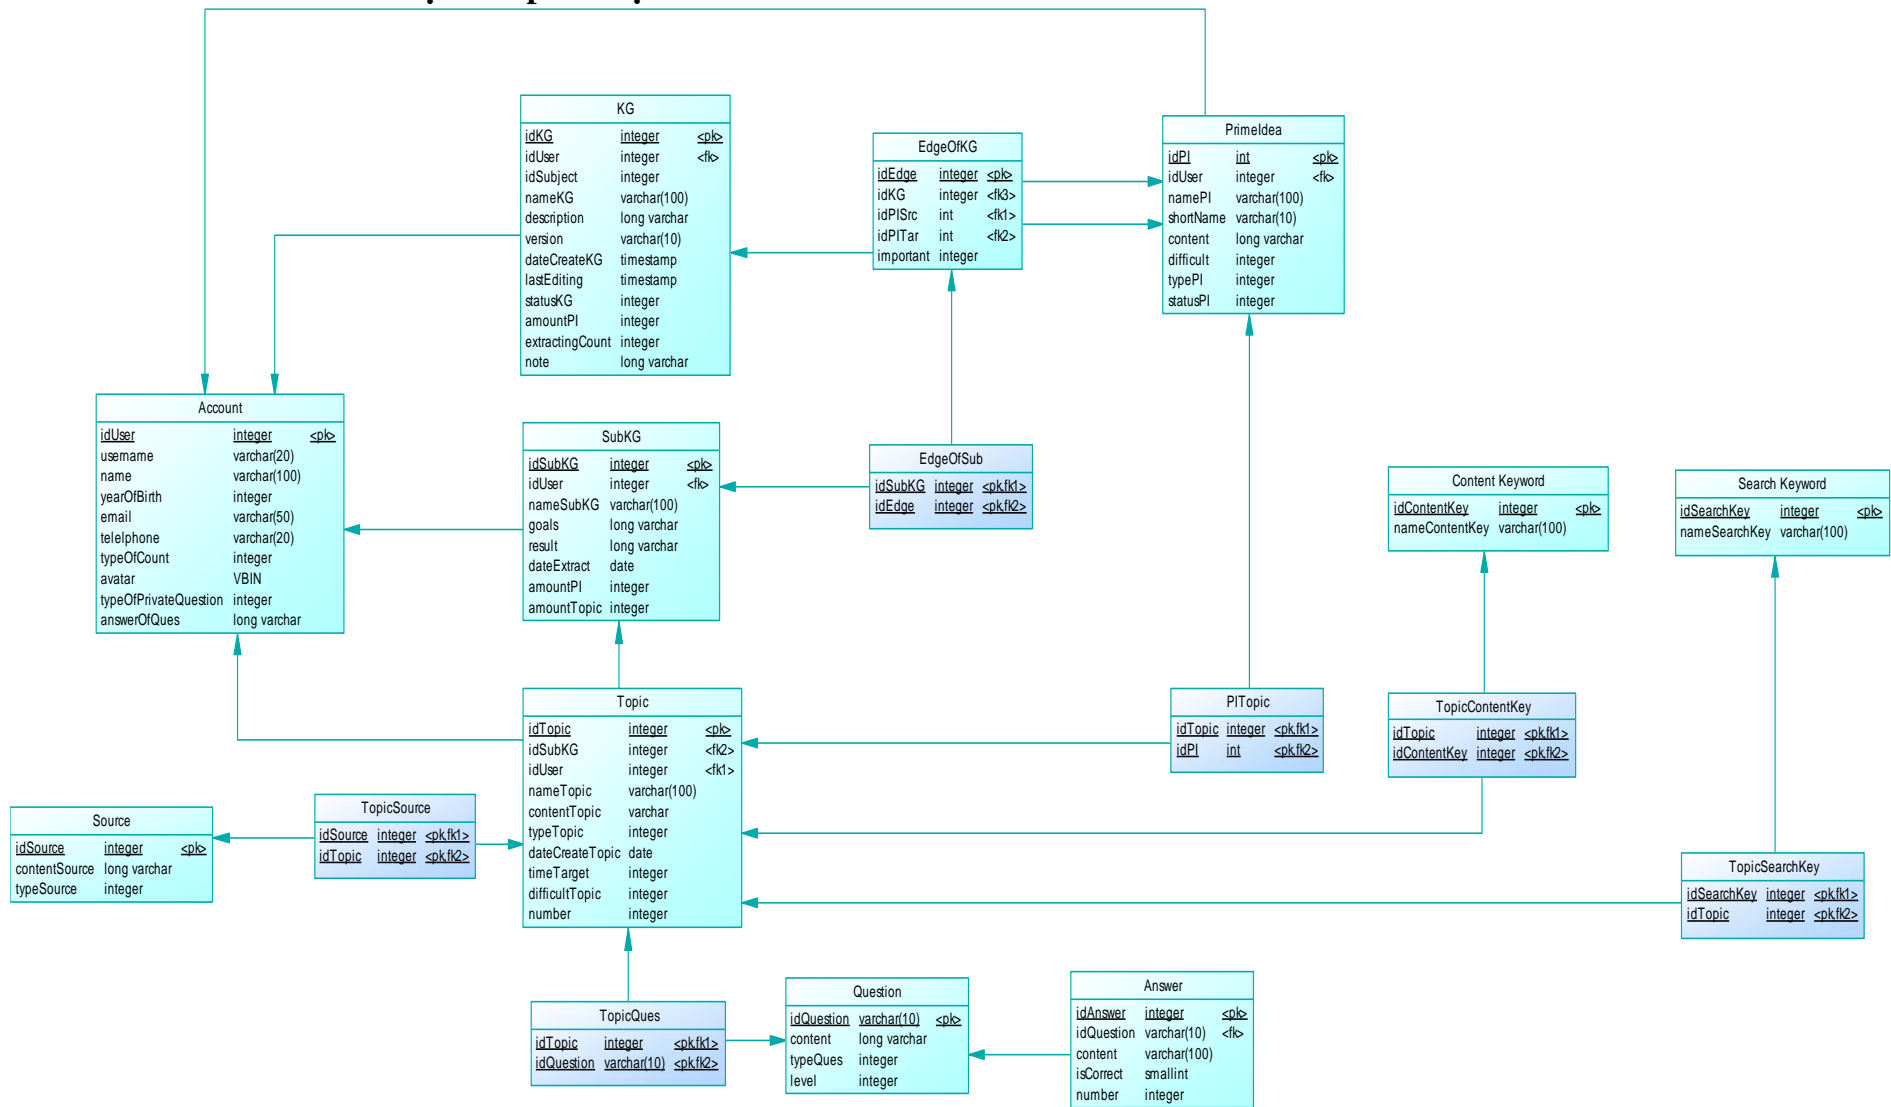 KG
idKG integer <pk>
idUser integer <fk>
idSubject integer
nameKG varchar(100)
description long varchar
version varchar(10)
dateCreateKG timestamp
lastEditing timestamp
statusKG integer
amountPI integer
extractingCount integer
note long varchar
EdgeOfKG
idEdge integer <pk>
idKG integer <fk3>
idPISrc int <fk1>
idPITar int <fk2>
important integer
PrimeIdea
idPI int <pk>
idUser integer <fk>
namePI varchar(100)
shortName varchar(10)
content long varchar
difficult integer
typePI integer
statusPI integer
Account
idUser integer <pk>
username varchar(20)
name varchar(100)
yearOfBirth integer
email varchar(50)
telelphone varchar(20)
typeOfCount integer
avatar VBIN
typeOfPrivateQuestion integer
answerOfQues long varchar
SubKG
idSubKG integer <pk>
idUser integer <fk>
nameSubKG varchar(100)
goals long varchar
result long varchar
dateExtract date
amountPI integer
amountTopic integer
EdgeOfSub
idSubKG integer <pk,fk1>
idEdge integer <pk,fk2>
Content Keyword
idContentKey integer <pk>
nameContentKey varchar(100)
Search Keyword
idSearchKey integer <pk>
nameSearchKey varchar(100)
Topic
idTopic integer <pk>
idSubKG integer <fk2>
idUser integer <fk1>
nameTopic varchar(100)
contentTopic varchar
typeTopic integer
dateCreateTopic date
timeTarget integer
difficultTopic integer
number integer
PITopic
idTopic integer <pk,fk1>
idPI int <pk,fk2>
TopicContentKey
idTopic integer <pk,fk1>
idContentKey integer <pk,fk2>
Source
idSource integer <pk>
contentSource long varchar
typeSource integer
TopicSource
idSource integer <pk,fk1>
idTopic integer <pk,fk2>
TopicSearchKey
idSearchKey integer <pk,fk1>
idTopic integer <pk,fk2>
TopicQues
idTopic integer <pk,fk1>
idQuestion varchar(10) <pk,fk2>
Question
idQuestion varchar(10) <pk>
content long varchar
typeQues integer
level integer
Answer
idAnswer integer <pk>
idQuestion varchar(10) <fk>
content varchar(100)
isCorrect smallint
number integer